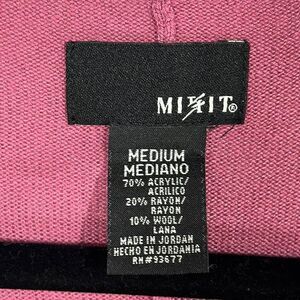 MIXIT®
MEDIUM
MEDIANO
70% ACRYLIC/
ACRILICO
20% RAYON/
RAYON
10% WOOL/
LANA
MADE IN JORDAN
HECHO EN JORDANIA
RN#93677